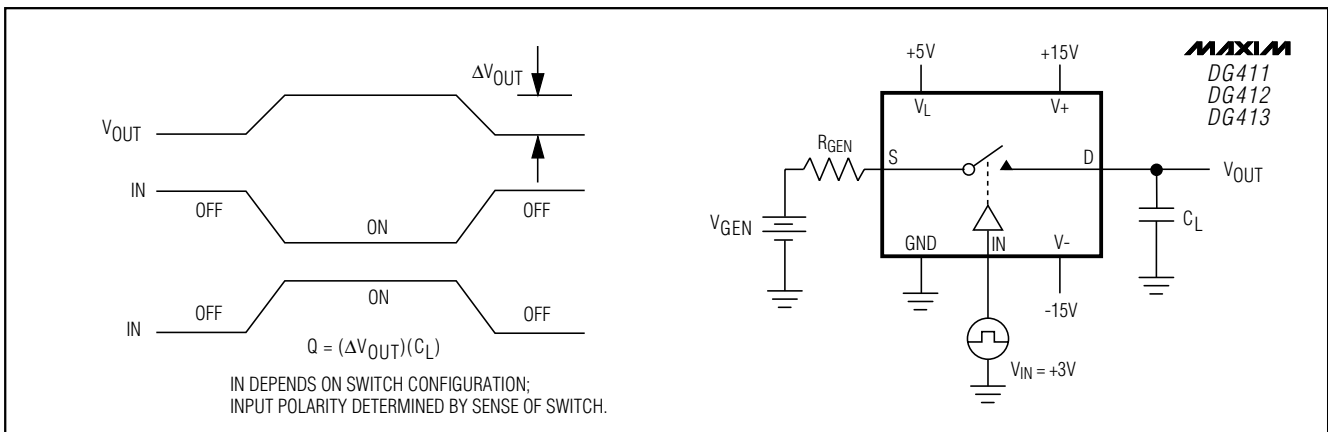 ΔVOUT
VOUT
IN
OFF
ON
OFF
IN
OFF
ON
OFF
Q = (ΔVOUT)(CL)
IN DEPENDS ON SWITCH CONFIGURATION;
INPUT POLARITY DETERMINED BY SENSE OF SWITCH.
+5V
+15V
MAXIM
DG411
DG412
DG413
VL
V+
RGEN
S
D
VOUT
VGEN
CL
GND
IN
V-
-15V
VIN = +3V